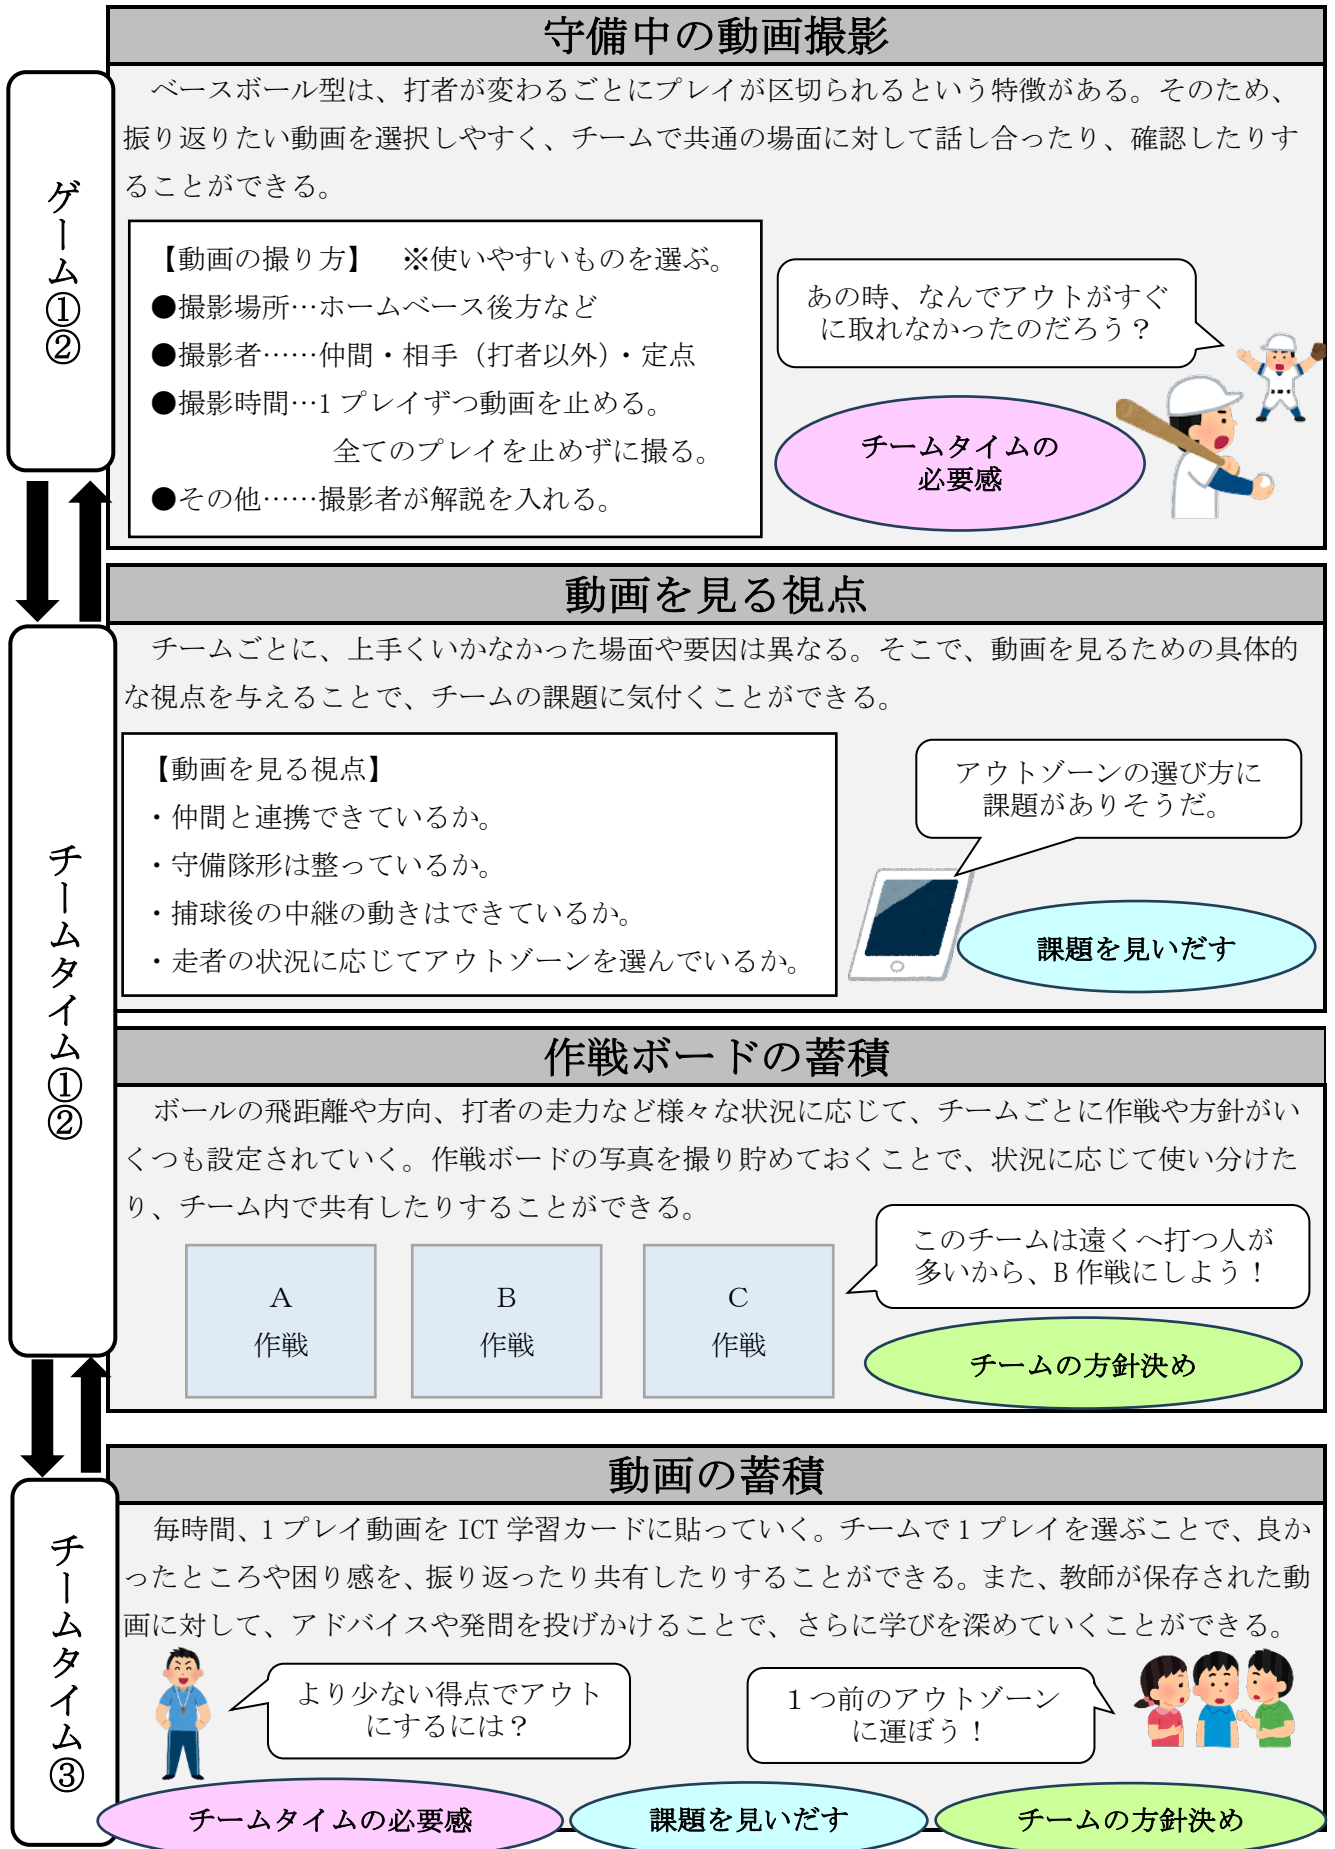 守備中の動画撮影
ゲーム①②
ベースボール型は、打者が変わるごとにプレイが区切られるという特徴がある。そのため、
振り返りたい動画を選択しやすく、チームで共通の場面に対して話し合ったり、確認したりす
ることができる。
【動画の撮り方】　※使いやすいものを選ぶ。
●撮影場所…ホームベース後方など
●撮影者……仲間・相手（打者以外）・定点
●撮影時間…1プレイずつ動画を止める。
全てのプレイを止めずに撮る。
●その他……撮影者が解説を入れる。
あの時、なんでアウトがすぐ
に取れなかったのだろう？
チームタイムの
必要感
動画を見る視点
チームタイム①②
チームごとに、上手くいかなかった場面や要因は異なる。そこで、動画を見るための具体的
な視点を与えることで、チームの課題に気付くことができる。
【動画を見る視点】
・仲間と連携できているか。
・守備隊形は整っているか。
・捕球後の中継の動きはできているか。
・走者の状況に応じてアウトゾーンを選んでいるか。
アウトゾーンの選び方に
課題がありそうだ。
課題を見いだす
作戦ボードの蓄積
ボールの飛距離や方向、打者の走力など様々な状況に応じて、チームごとに作戦や方針がい
くつも設定されていく。作戦ボードの写真を撮り貯めておくことで、状況に応じて使い分けた
り、チーム内で共有したりすることができる。
A
作戦
B
作戦
C
作戦
このチームは遠くへ打つ人が
多いから、B作戦にしよう！
チームの方針決め
動画の蓄積
チームタイム③
毎時間、1プレイ動画をICT学習カードに貼っていく。チームで1プレイを選ぶことで、良か
ったところや困り感を、振り返ったり共有したりすることができる。また、教師が保存された動
画に対して、アドバイスや発問を投げかけることで、さらに学びを深めていくことができる。
より少ない得点でアウト
にするには？
１つ前のアウトゾーン
に運ぼう！
チームタイムの必要感
課題を見いだす
チームの方針決め